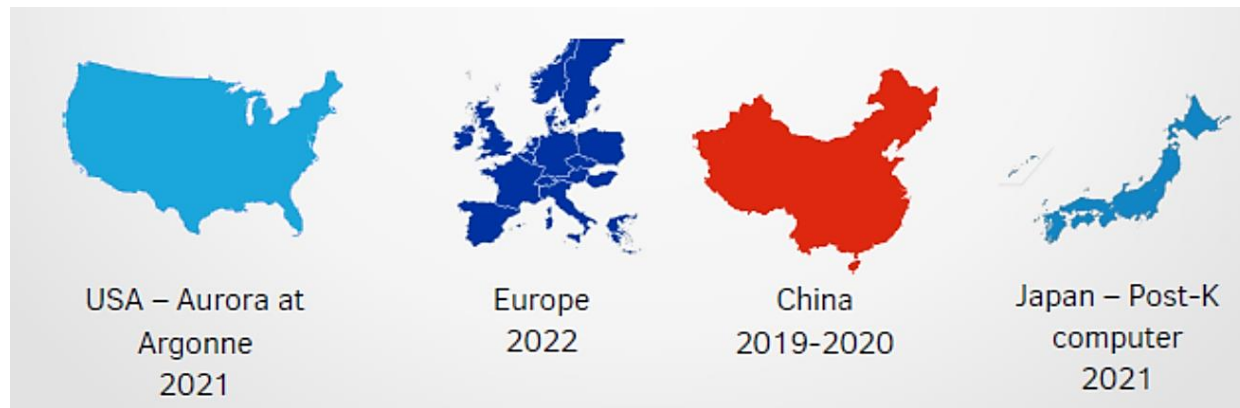 USA – Aurora at
Argonne
2021
Europe
2022
China
2019-2020
Japan – Post-K
computer
2021